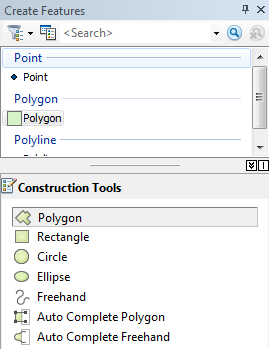 Create Features
<Search>
Point
Point
Polygon
Polygon
Polyline
Construction Tools
Polygon
Rectangle
Circle
Ellipse
Freehand
Auto Complete Polygon
Auto Complete Freehand